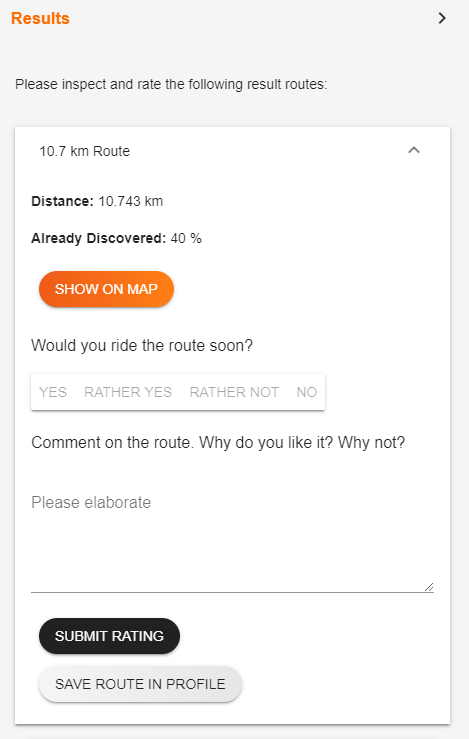 Results
Please inspect and rate the following result routes:
10.7 km Route
Distance: 10.743 km
Already Discovered: 40 %
SHOW ON MAP
Would you ride the route soon?
YES RATHER YES RATHER NOT NO
Comment on the route. Why do you like it? Why not?
Please elaborate
SUBMIT RATING
SAVE ROUTE IN PROFILE